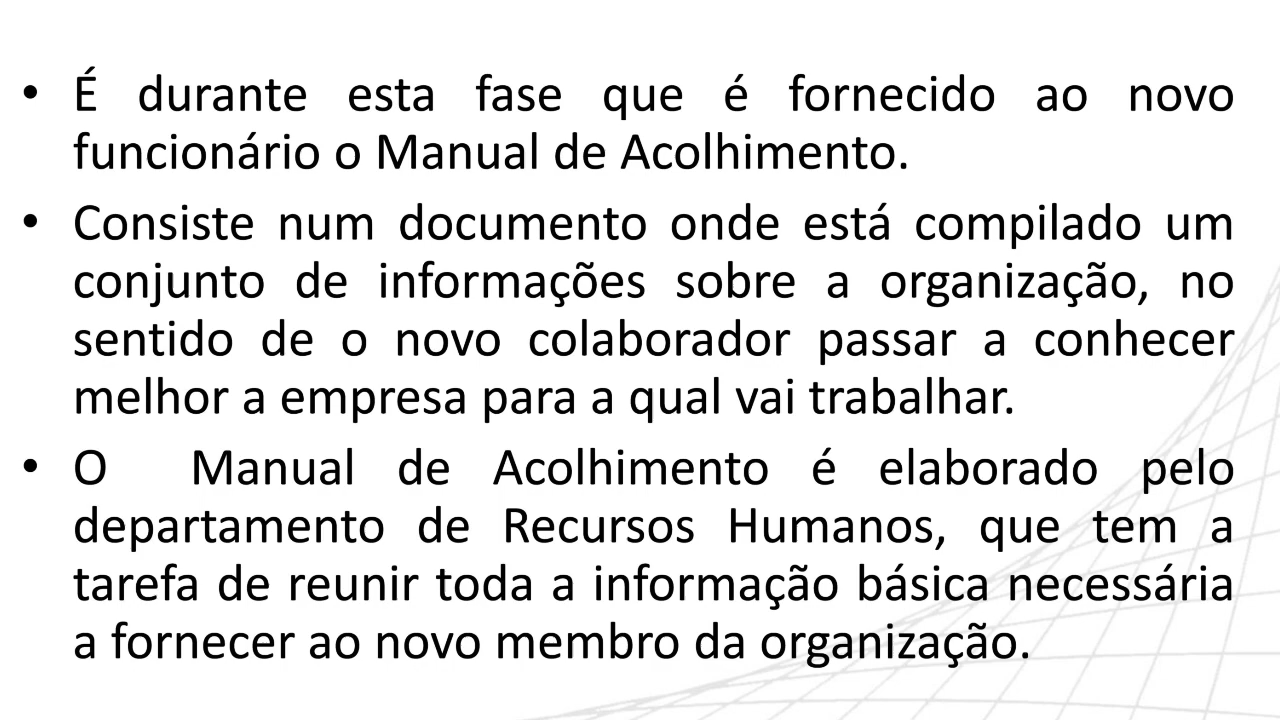 • É durante esta fase que é fornecido ao novo
funcionário o Manual de Acolhimento.
• Consiste num documento onde está compilado um
conjunto de informações sobre a organização, no
sentido de o novo colaborador passar a conhecer
melhor a empresa para a qual vai trabalhar.
• O Manual de Acolhimento é elaborado pelo
departamento de Recursos Humanos, que tem a
tarefa de reunir toda a informação básica necessária
a fornecer ao novo membro da organização.